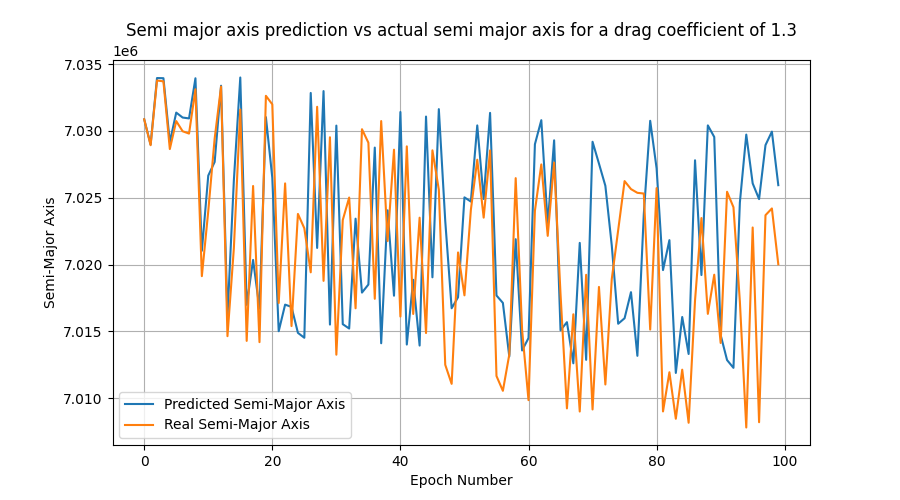 Semi major axis prediction vs actual semi major axis for a drag coefficient of 1.3
1e6
7.035
7.030
7.025
7.020
7.015
7.010
Semi-Major Axis
Predicted Semi-Major Axis
Real Semi-Major Axis
0 20 40 60 80 100
Epoch Number